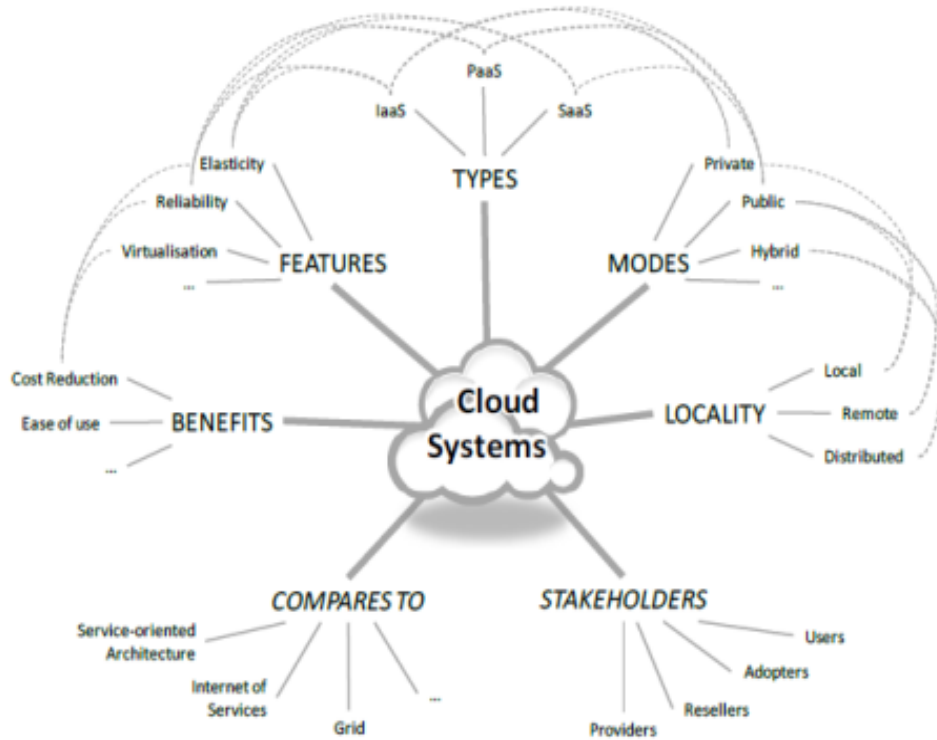 PaaS
IaaS
SaaS
TYPES
Elasticity
Reliability
Virtualisation
...
FEATURES
Private
Public
Hybrid
...
MODES
Cost Reduction
Ease of use
...
BENEFITS
Cloud
Systems
LOCALITY
Local
Remote
Distributed
COMPARES TO
Service-oriented
Architecture
Internet of
Services
Grid
...
STAKEHOLDERS
Users
Adopters
Resellers
Providers